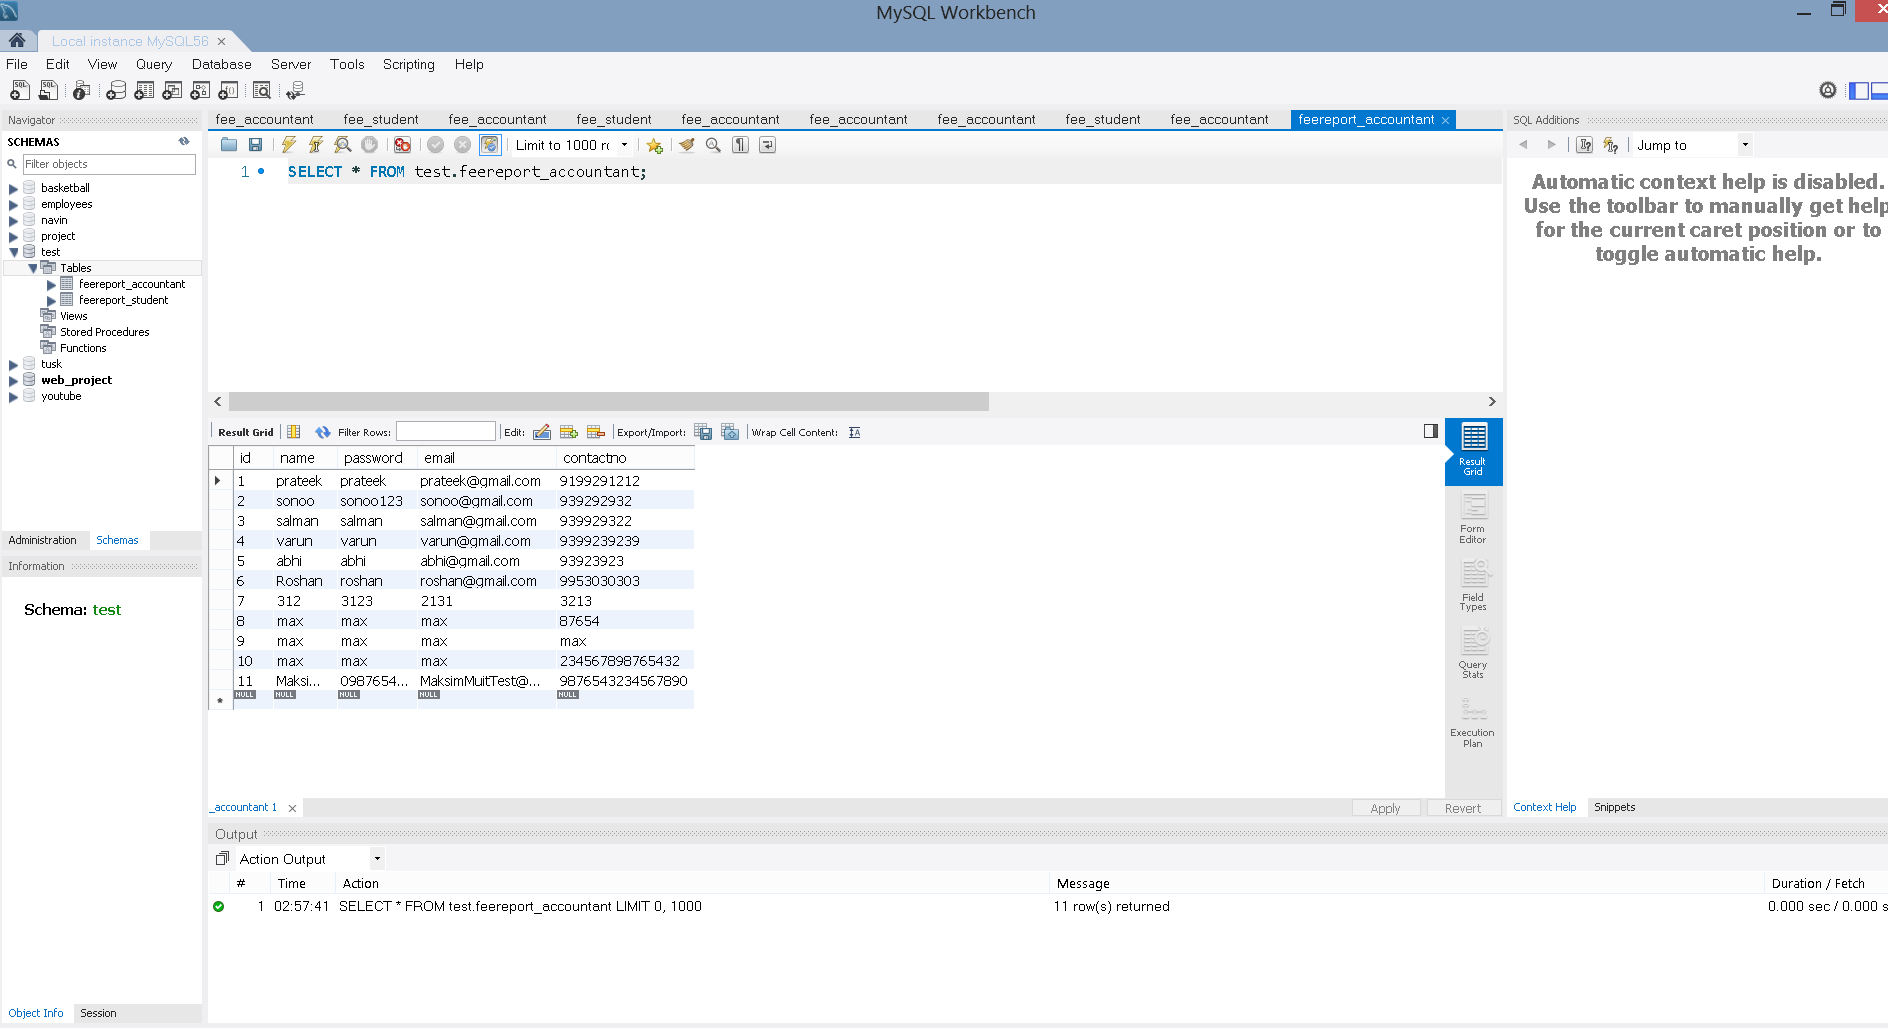 MySQL Workbench
Local instance MySQL56
File Edit View Query Database Server Tools Scripting Help
Navigator
SCHEMAS
Filter objects
basketball
employees
navin
project
test
Tables
feereport_accountant
feereport_student
Views
Stored Procedures
Functions
tusk
web_project
youtube
Administration Schemas
Information
Schema: test
Object Info Session
fee_accountant fee_student fee_accountant fee_student fee_accountant fee_accountant fee_accountant fee_student fee_accountant feereport_accountant
Limit to 1000 r
1 SELECT * FROM test.feereport_accountant;
Result Grid Filter Rows: Edit: Export/Import: Wrap Cell Content:
id name password email contactno
1 prateek prateek prateek@gmail.com 9199291212
2 sonoo sonoo123 sonoo@gmail.com 939292932
3 salman salman salman@gmail.com 939929322
4 varun varun varun@gmail.com 9399239239
5 abhi abhi abhi@gmail.com 93923923
6 Roshan roshan roshan@gmail.com 9953030303
7 312 3123 2131 3213
8 max max max 87654
9 max max max max
10 max max max 234567898765432
11 Maksi... 0987654... MaksimMuitTest@... 9876543234567890
NULL NULL NULL NULL NULL
Result
Grid
Form
Editor
Field
Types
Query
Stats
Execution
Plan
_accountant 1
Apply Revert
SQL Additions
Jump to
Automatic context help is disabled.
Use the toolbar to manually get help
for the current caret position or to
toggle automatic help.
Context Help Snippets
Output
Action Output
# Time Action Message Duration / Fetch
1 02:57:41 SELECT * FROM test.feereport_accountant LIMIT 0, 1000 11 row(s) returned 0.000 sec / 0.000 s